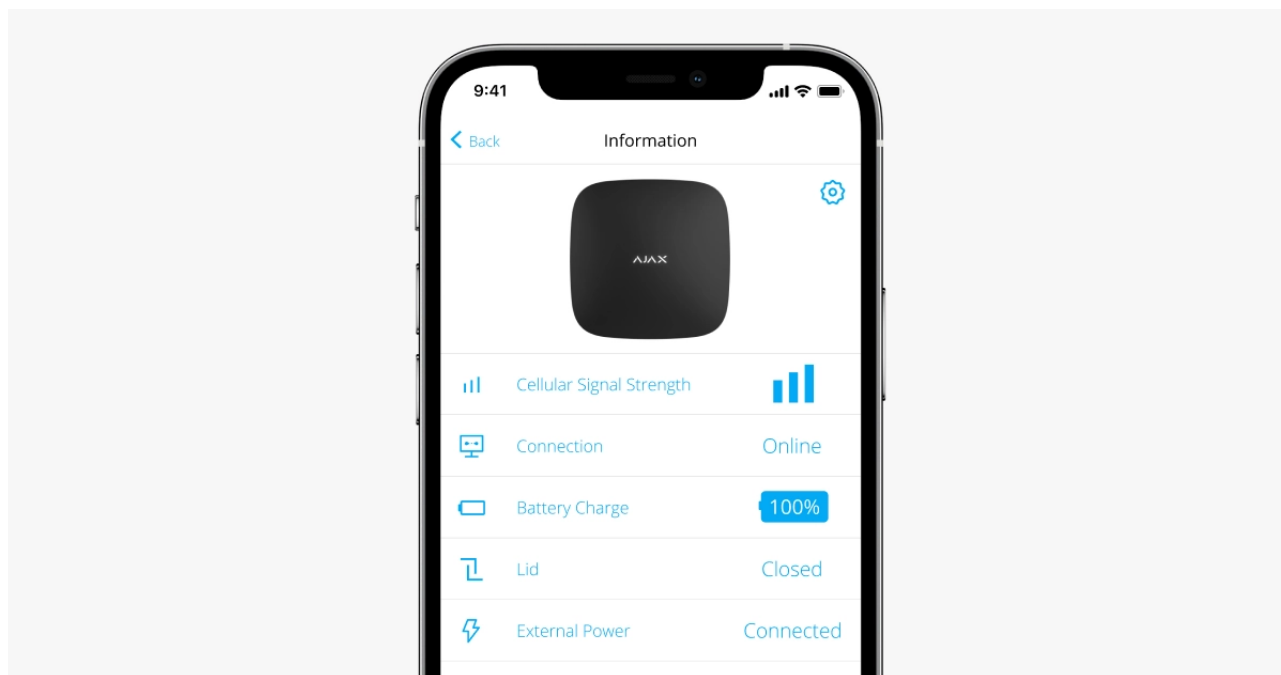 9:41
Back
Information
AJAX
Cellular Signal Strength
Connection
Online
Battery Charge
100%
Lid
Closed
External Power
Connected